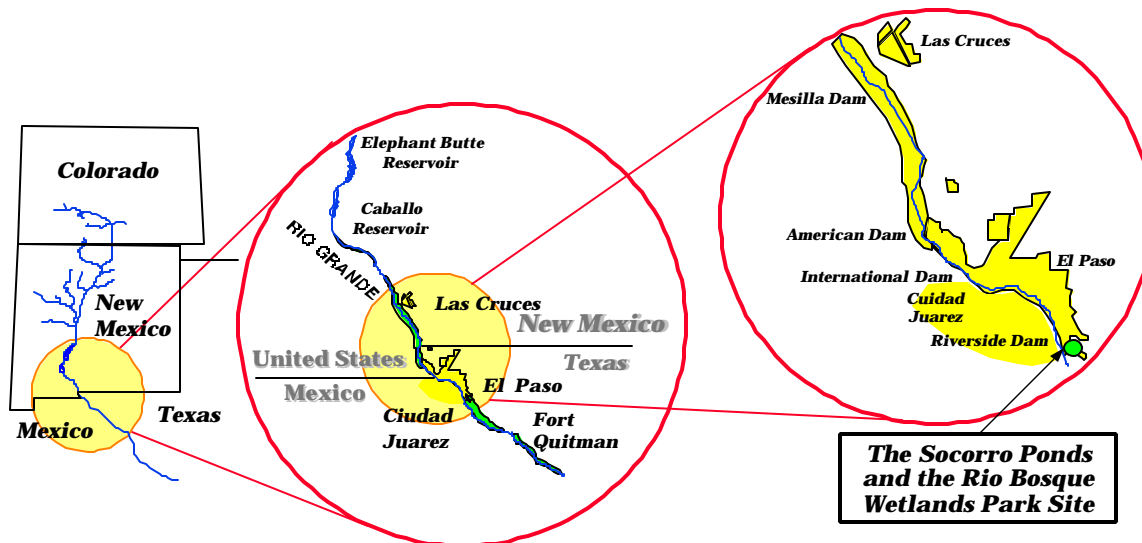 Colorado
New
Mexico
Texas
Mexico
Elephant Butte
Reservoir
Caballo
Reservoir
RIO GRANDE
Las Cruces
New Mexico
United States
Texas
Mexico
El Paso
Ciudad
Juarez
Fort
Quitman
Las Cruces
Mesilla Dam
American Dam
El Paso
International Dam
Cuidad
Juarez
Riverside Dam
The Socorro Ponds
and the Rio Bosque
Wetlands Park Site